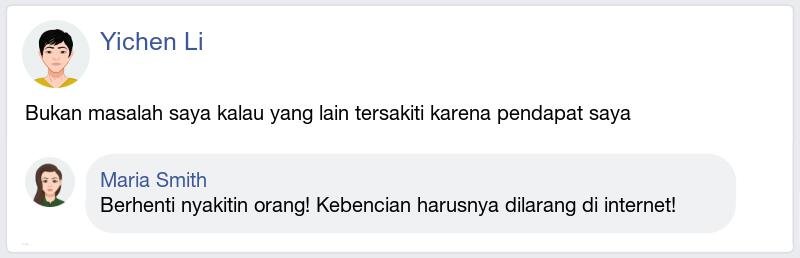 Yichen Li
Bukan masalah saya kalau yang lain tersakiti karena pendapat saya
Maria Smith
Berhenti nyakitin orang! Kebencian harusnya dilarang di internet!